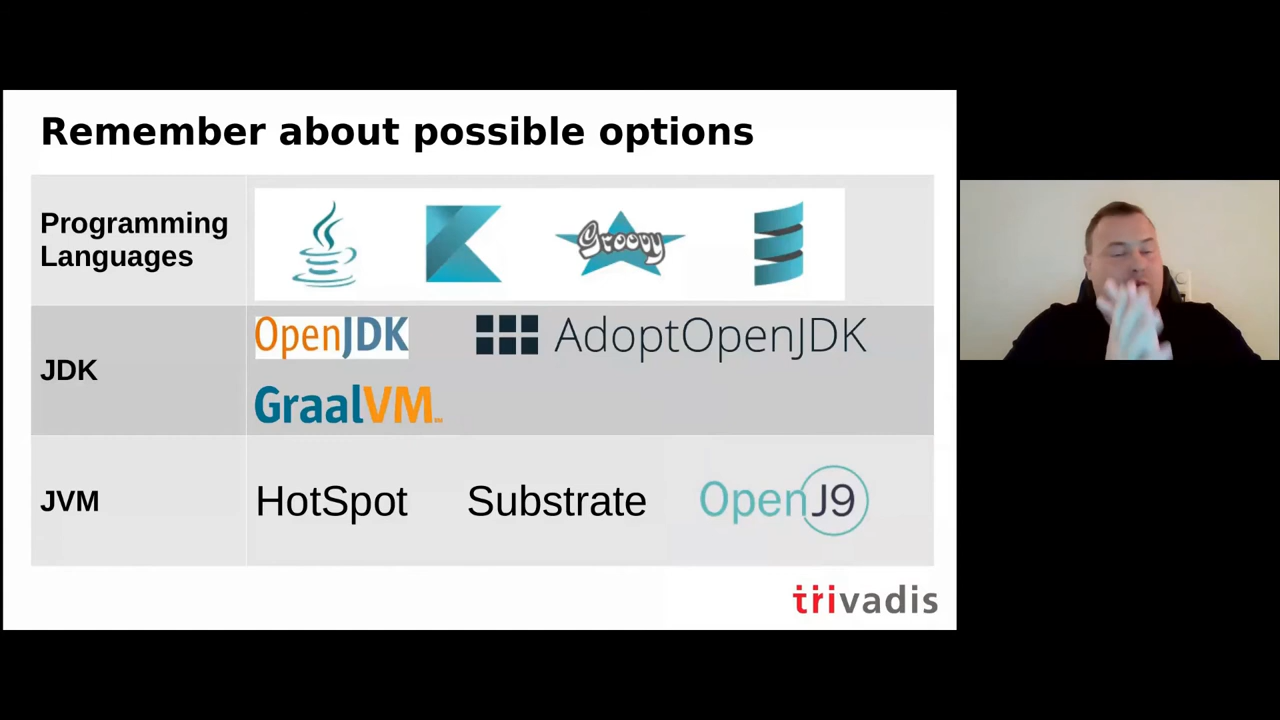 Remember about possible options
Programming
Languages
Groovy
JDK
OpenJDK
AdoptOpenJDK
GraalVM
JVM
HotSpot
Substrate
OpenJ9
trivadis